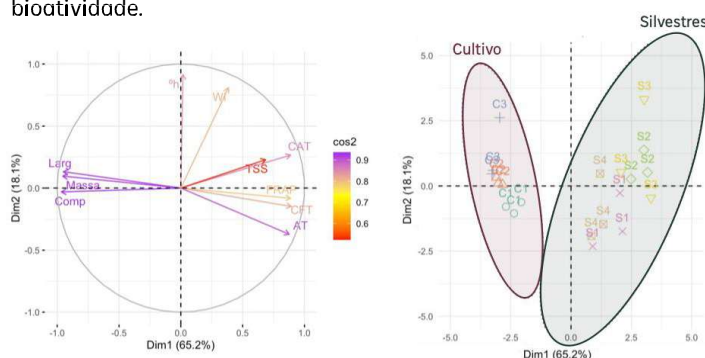 bioatividade.
Silvestres
Cultivo
1.0
0.5
0.0
-0.5
-1.0
Dim2 (18.1%)
°h
W
CAT
TSS
Larg
Massa
Comp
CFT
AT
-1.0 -0.5 0.0 0.5 1.0
Dim1 (65.2%)
cos2
0.9
0.8
0.7
0.6
5.0
2.5
0.0
-2.5
-5.0
Dim2 (18.1%)
C3
C1 C1
C1
S3
S2
S4 S3 S2
S2
S1
S4 S1
S4
S1
-5.0 -2.5 0.0 2.5 5.0
Dim1 (65.2%)